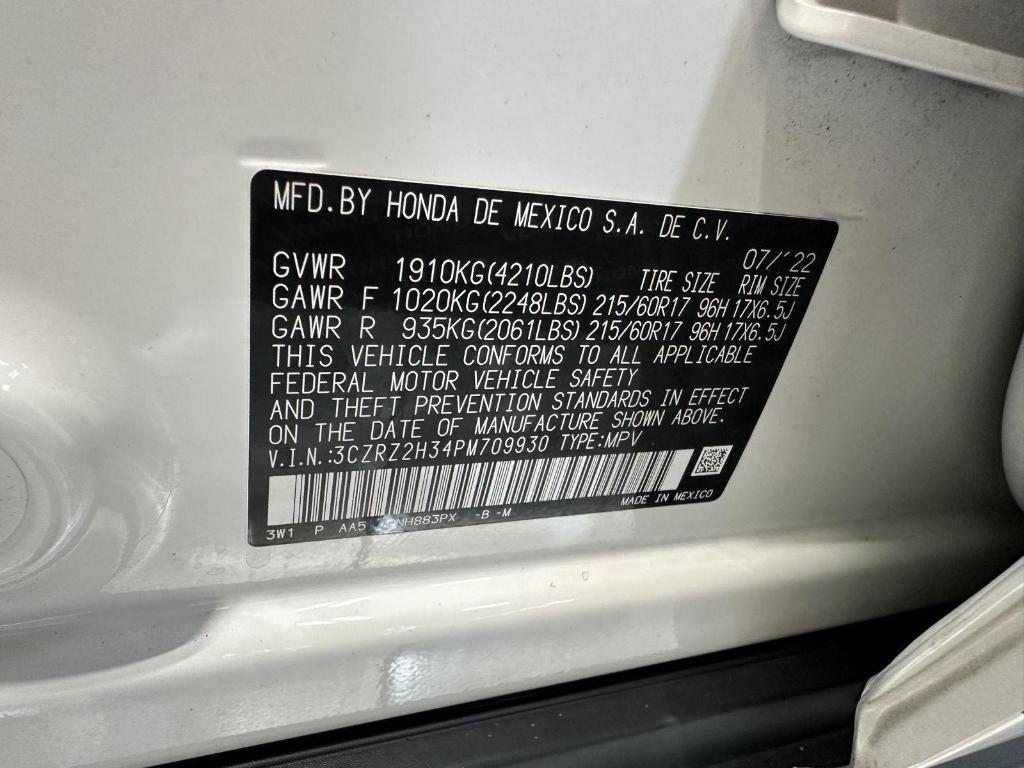 MFD.BY HONDA DE MEXICO S.A. DE C.V.
07/'22
GVWR 1910KG(4210LBS) TIRE SIZE RIM SIZE
GAWR F 1020KG(2248LBS) 215/60R17 96H 17X6.5J
GAWR R 935KG(2061LBS) 215/60R17 96H 17X6.5J
THIS VEHICLE CONFORMS TO ALL APPLICABLE
FEDERAL MOTOR VEHICLE SAFETY
AND THEFT PREVENTION STANDARDS IN EFFECT
ON THE DATE OF MANUFACTURE SHOWN ABOVE.
V.I.N.:3CZRZ2H34PM709930 TYPE:MPV
MADE IN MEXICO
3W1 P AA5 NH883PX -B -M